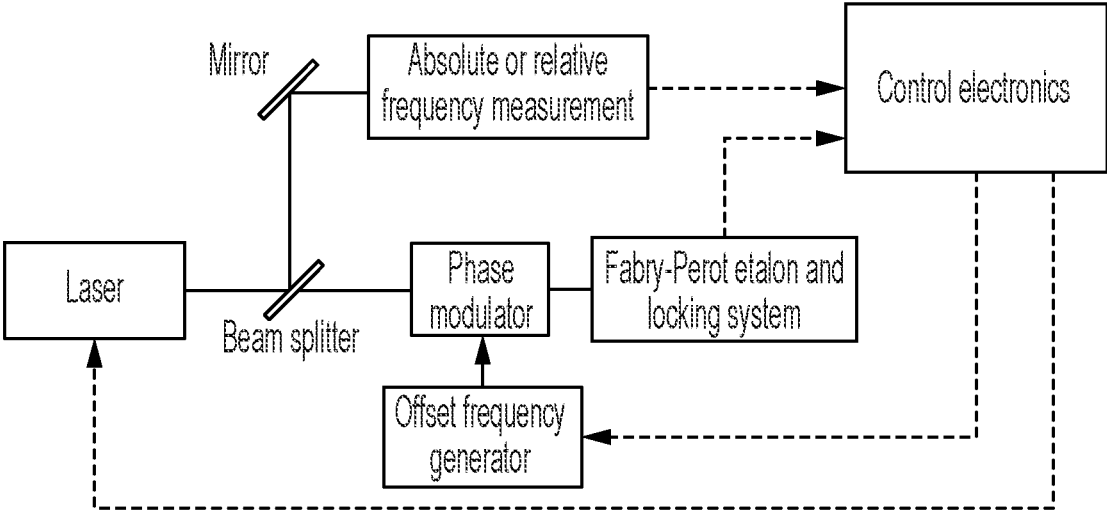 Mirror
Absolute or relative
frequency measurement
Control electronics
Laser
Beam splitter
Phase
modulator
Fabry-Perot etalon and
locking system
Offset frequency
generator